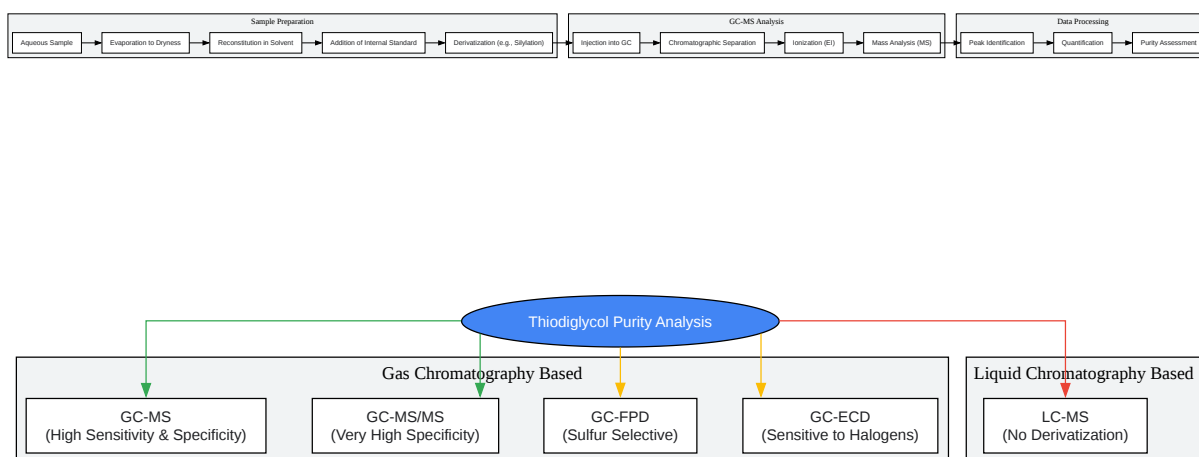 Sample Preparation
GC-MS Analysis
Data Processing
Aqueous Sample
Evaporation to Dryness
Reconstitution in Solvent
Addition of Internal Standard
Derivatization (e.g., Silylation)
Injection into GC
Chromatographic Separation
Ionization (EI)
Mass Analysis (MS)
Peak Identification
Quantification
Purity Assessment
Thiodiglycol Purity Analysis
Gas Chromatography Based
Liquid Chromatography Based
GC-MS
(High Sensitivity & Specificity)
GC-MS/MS
(Very High Specificity)
GC-FPD
(Sulfur Selective)
GC-ECD
(Sensitive to Halogens)
LC-MS
(No Derivatization)